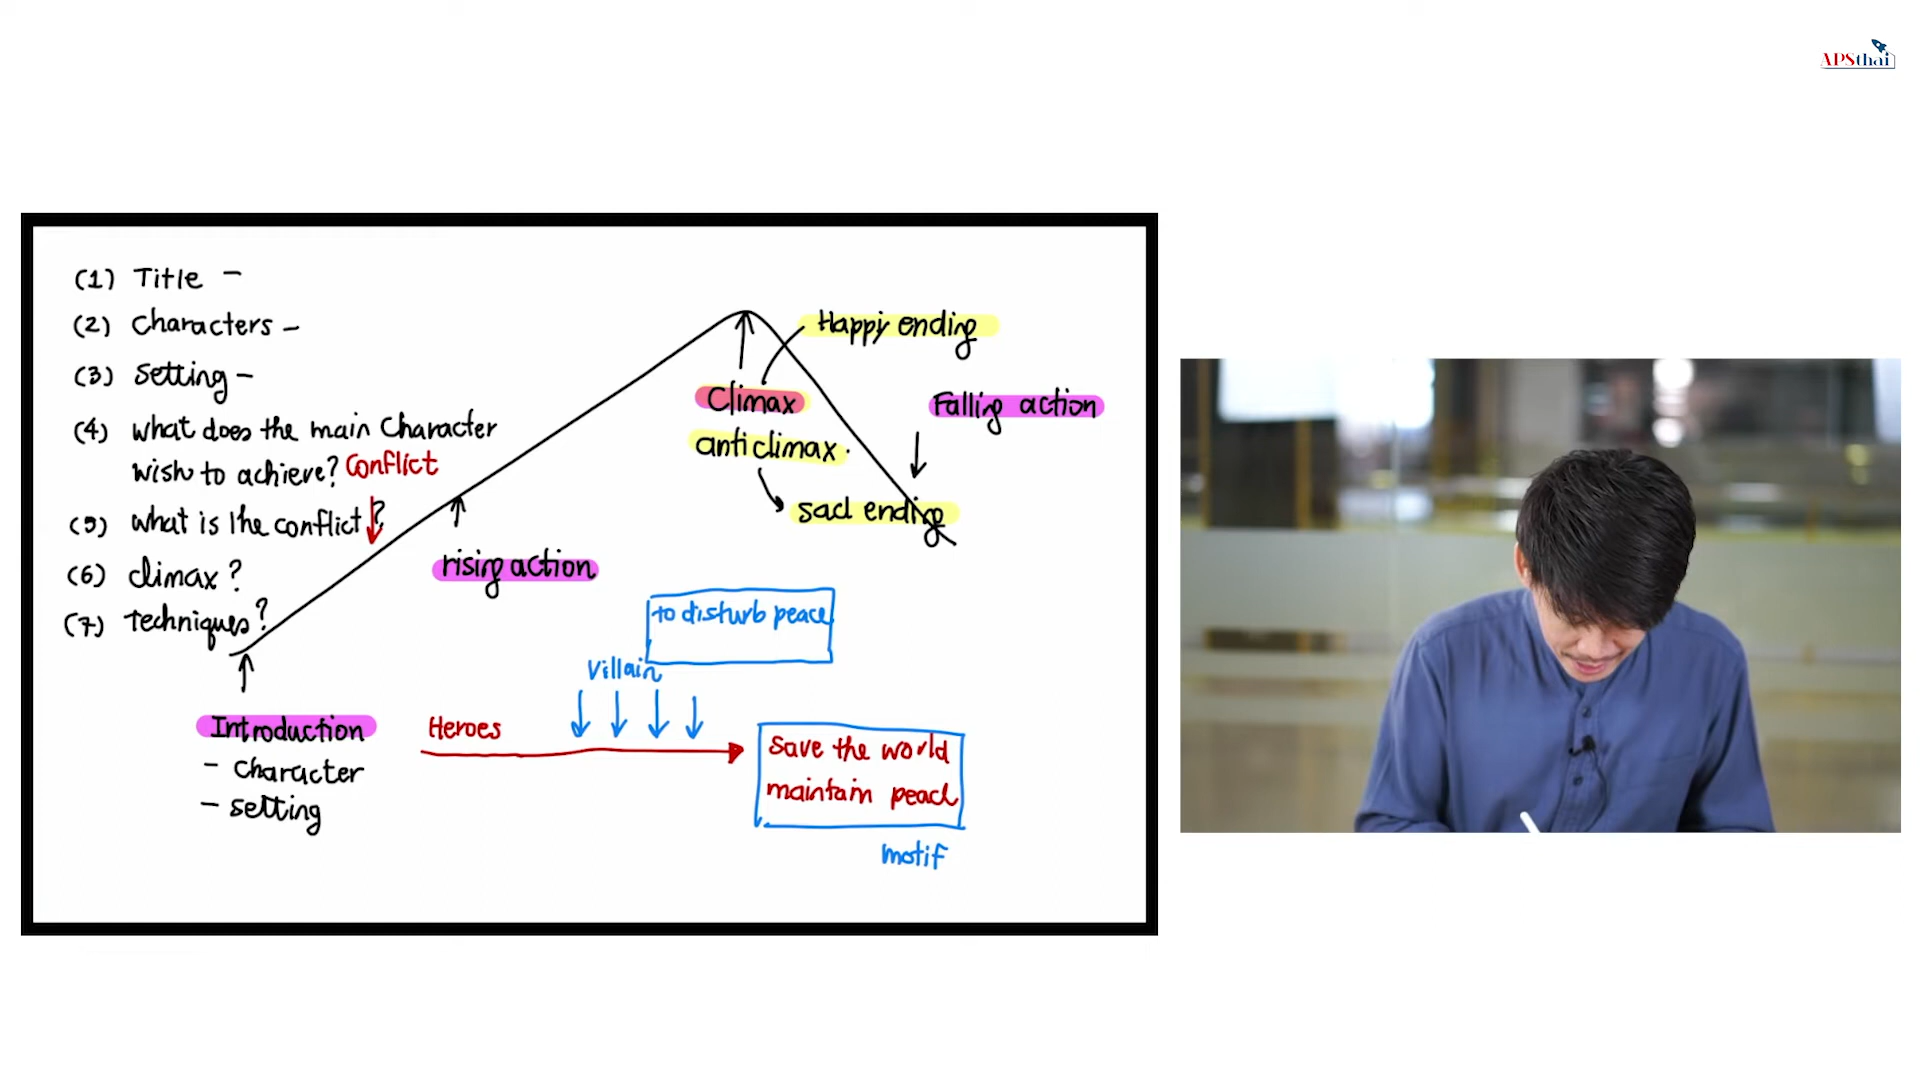 APSthai
(1) Title -
(2) Characters -
(3) Setting -
(4) What does the main Character
wish to achieve?
(5) What is the conflict?
(6) climax?
(7) techniques?
Conflict
Happy ending
Climax
anticlimax.
sad ending
Falling action
rising action
Introduction
- Character
- setting
to disturb peace
Villain
Heroes
Save the world
maintain peace
motif